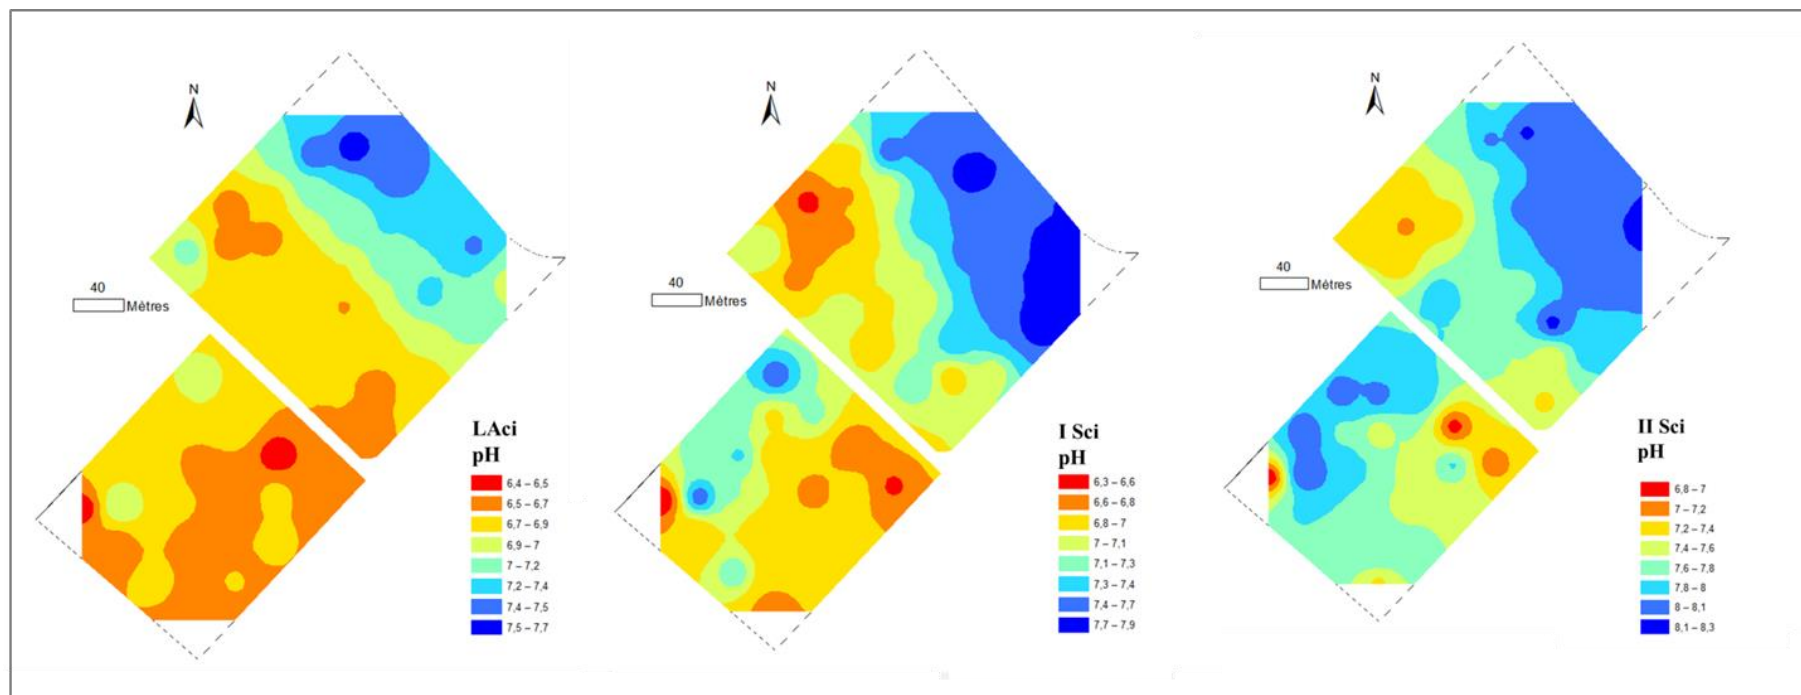 N
40
Mètres
LAci
pH
6,4 – 6,5
6,5 – 6,7
6,7 – 6,9
6,9 – 7
7 – 7,2
7,2 – 7,4
7,4 – 7,5
7,5 – 7,7
N
40
Mètres
I Sci
pH
6,3 – 6,6
6,6 – 6,8
6,8 – 7
7 – 7,1
7,1 – 7,3
7,3 – 7,4
7,4 – 7,7
7,7 – 7,9
N
40
Mètres
II Sci
pH
6,8 – 7
7 – 7,2
7,2 – 7,4
7,4 – 7,6
7,6 – 7,8
7,8 – 8
8 – 8,1
8,1 – 8,3